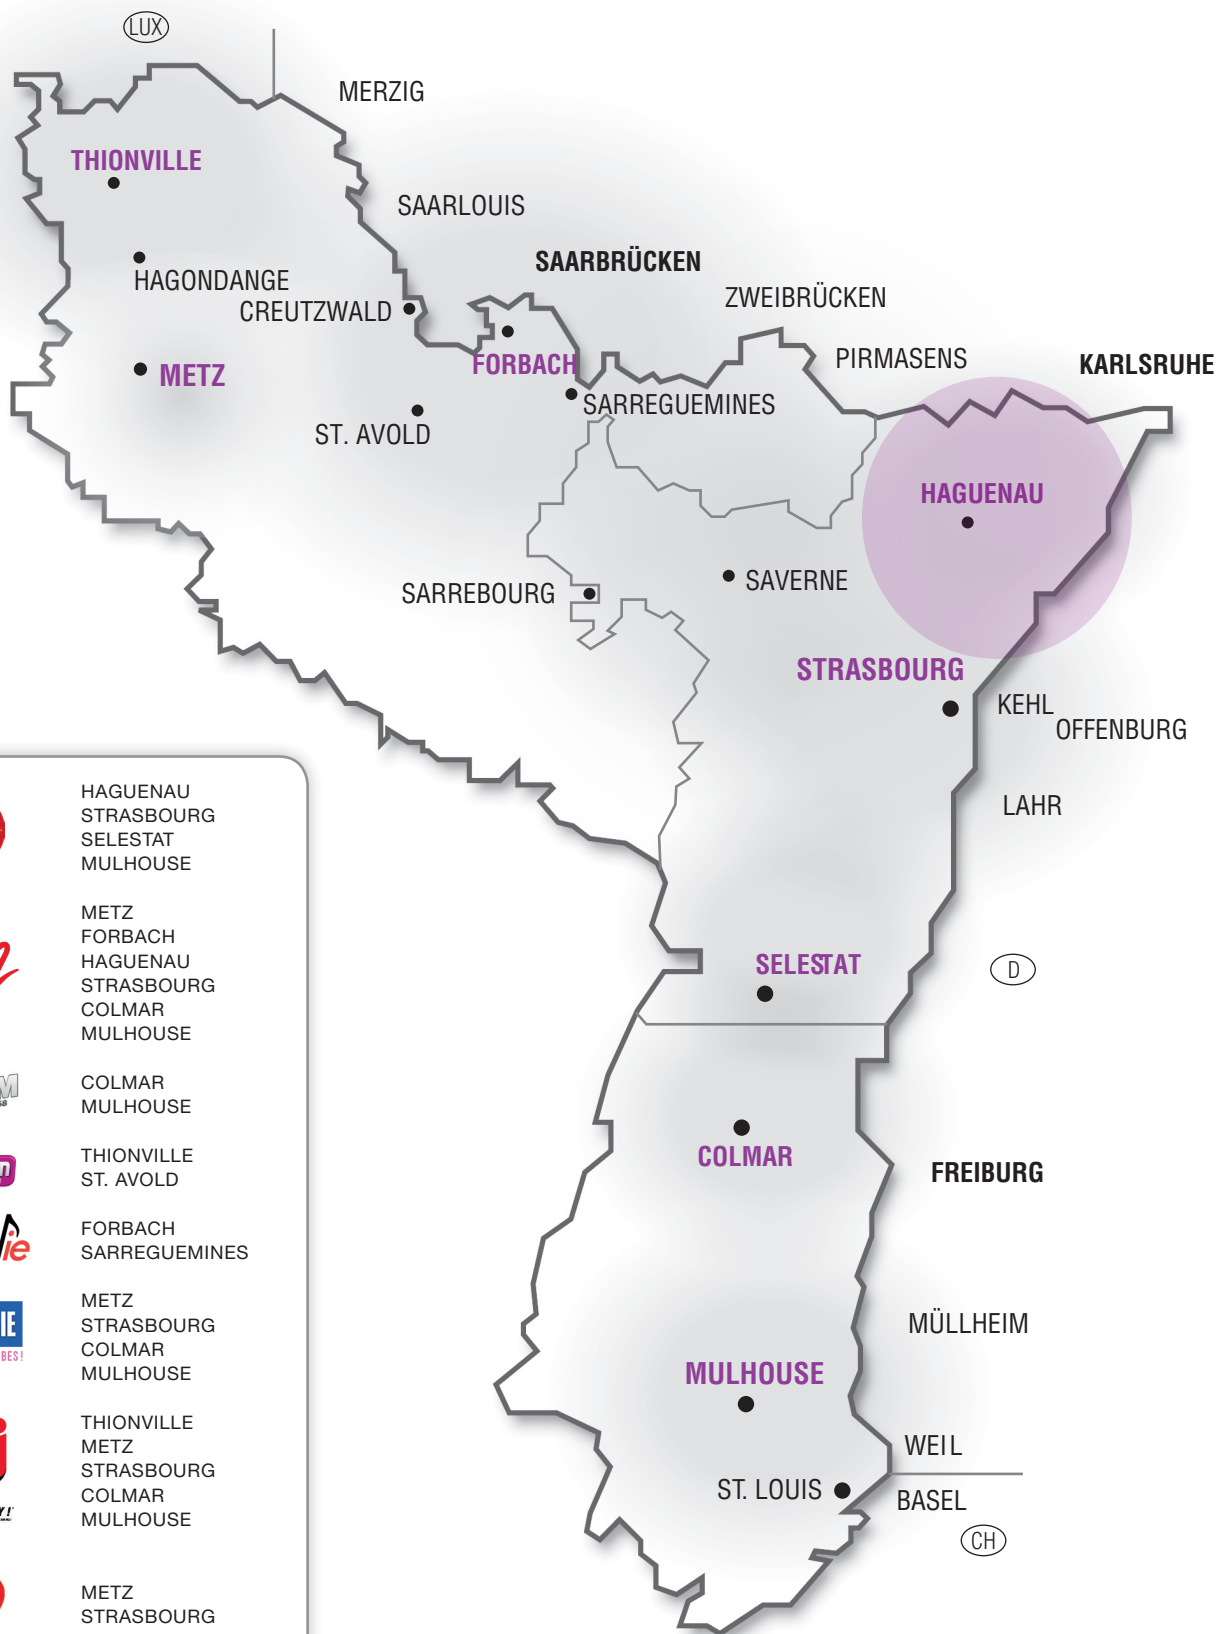 LUX
MERZIG
THIONVILLE
SAARLOUIS
SAARBRÜCKEN
HAGONDANGE
ZWEIBRÜCKEN
CREUTZWALD
PIRMASENS
FORBACH
KARLSRUHE
METZ
SARREGUEMINES
ST. AVOLD
HAGUENAU
SAVERNE
SARREBOURG
STRASBOURG
KEHL
OFFENBURG
LAHR
SELESTAT
D
COLMAR
FREIBURG
MÜLLHEIM
MULHOUSE
WEIL
ST. LOUIS
BASEL
CH
HAGUENAU
STRASBOURG
SELESTAT
MULHOUSE
METZ
FORBACH
HAGUENAU
STRASBOURG
COLMAR
MULHOUSE
COLMAR
MULHOUSE
THIONVILLE
ST. AVOLD
FORBACH
SARREGUEMINES
METZ
STRASBOURG
COLMAR
MULHOUSE
THIONVILLE
METZ
STRASBOURG
COLMAR
MULHOUSE
METZ
STRASBOURG